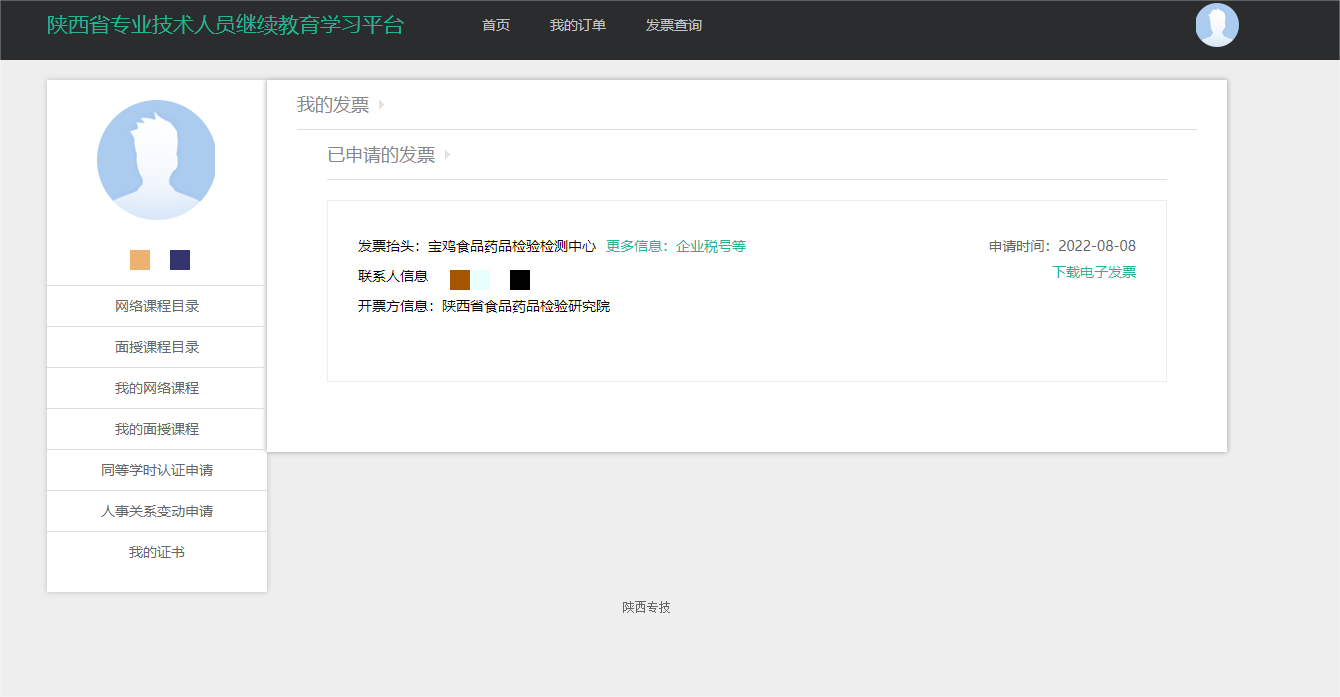 陕西省专业技术人员继续教育学习平台 首页 我的订单 发票查询
我的发票
已申请的发票
发票抬头：宝鸡食品药品检验检测中心 更多信息：企业税号等 申请时间：2022-08-08
下载电子发票
联系人信息
开票方信息：陕西省食品药品检验研究院
网络课程目录
面授课程目录
我的网络课程
我的面授课程
同等学时认证申请
人事关系变动申请
我的证书
陕西专技